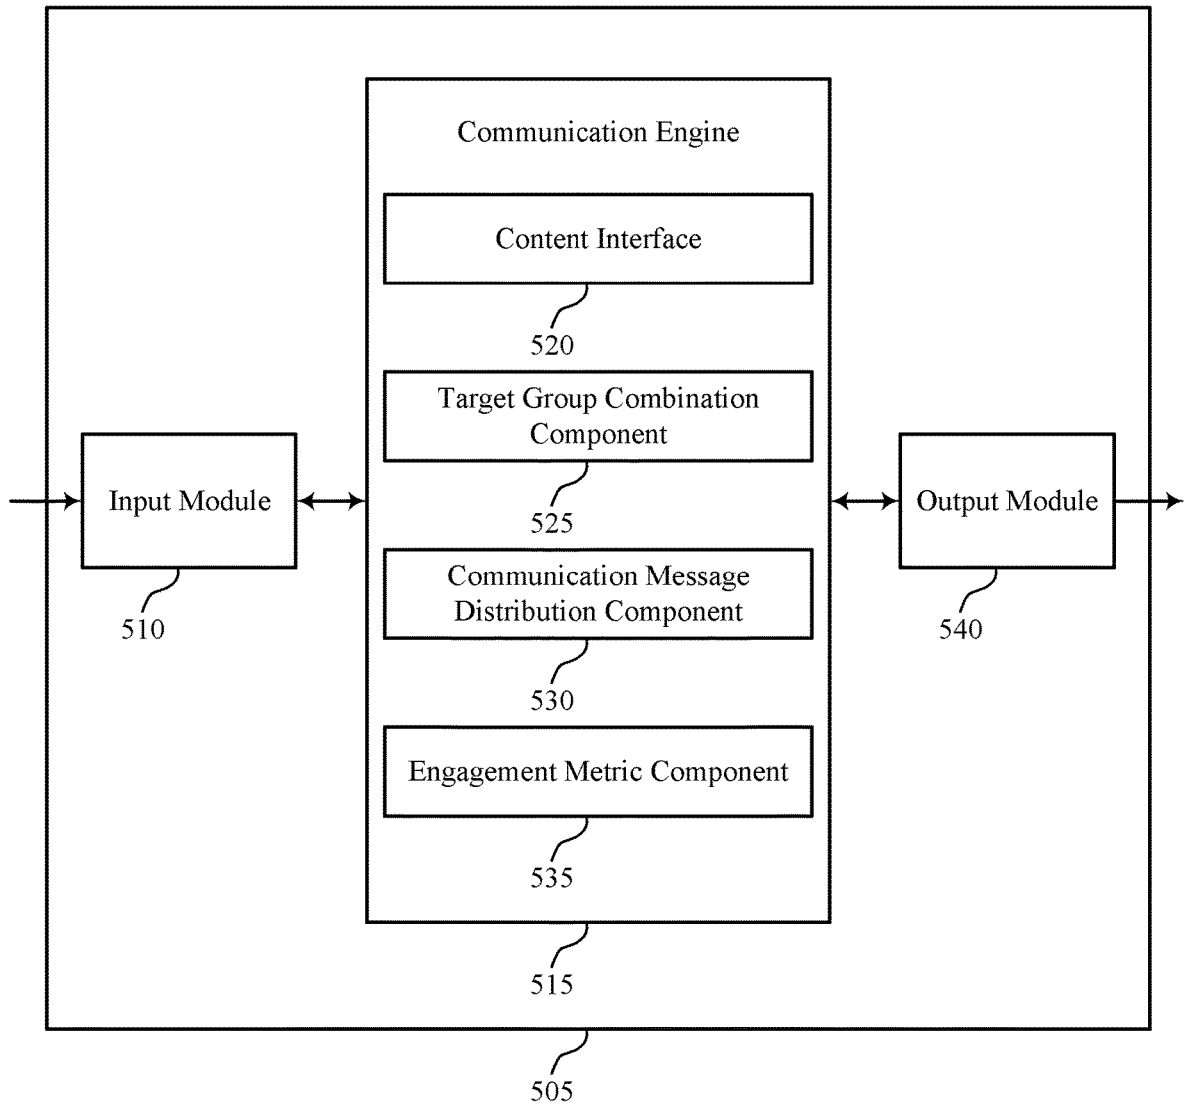 Communication Engine
Content Interface
520
Target Group Combination
Component
525
Input Module
510
Communication Message
Distribution Component
530
Output Module
540
Engagement Metric Component
535
515
505